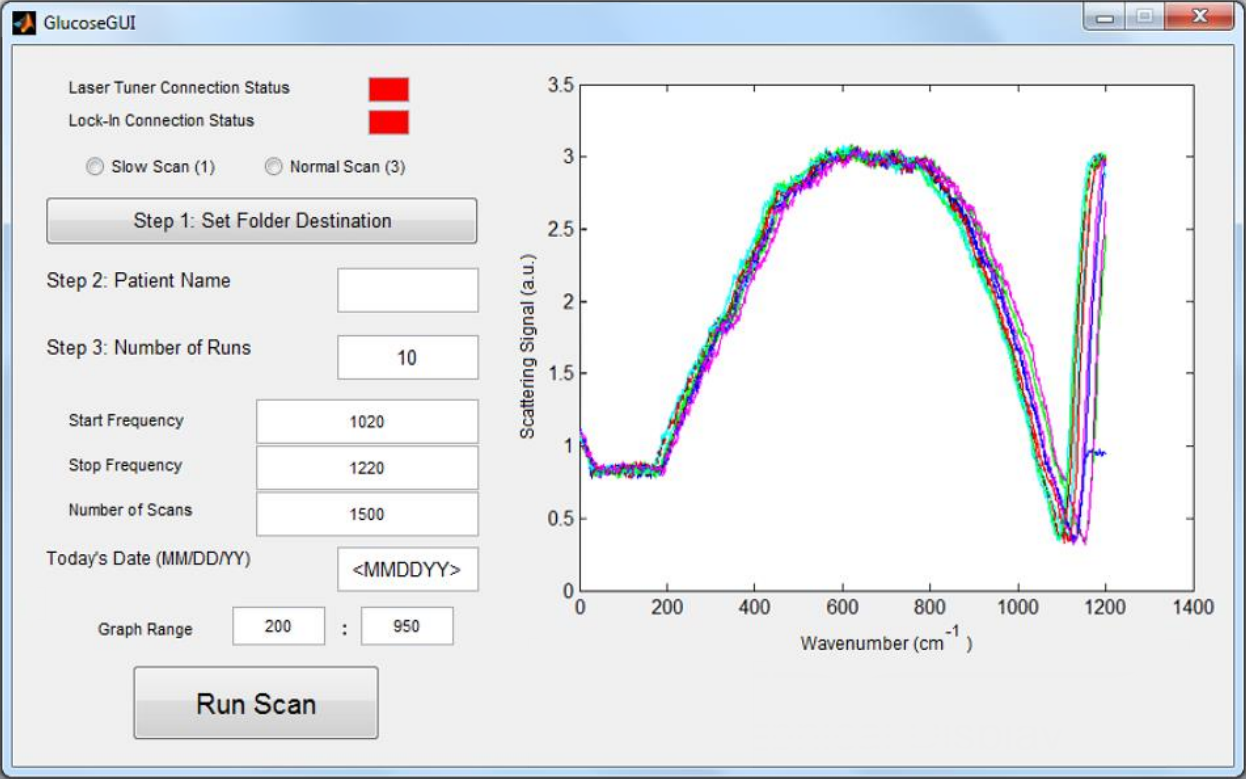 GlucoseGUI
Laser Tuner Connection Status
Lock-In Connection Status
Slow Scan (1) Normal Scan (3)
Step 1: Set Folder Destination
Step 2: Patient Name
Step 3: Number of Runs 10
Start Frequency 1020
Stop Frequency 1220
Number of Scans 1500
Today's Date (MM/DD/YY) <MMDDYY>
Graph Range 200 : 950
Run Scan
3.5
3
2.5
2
1.5
1
0.5
0
Scattering Signal (a.u.)
0 200 400 600 800 1000 1200 1400
Wavenumber (cm⁻¹ )